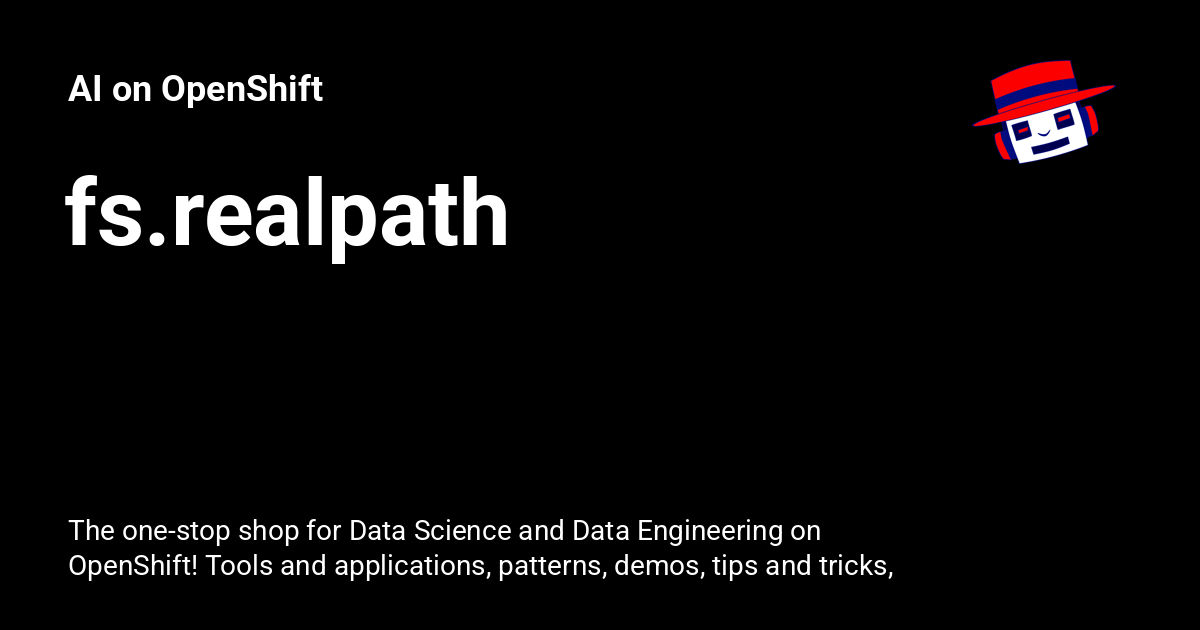 AI on OpenShift
fs.realpath
The one-stop shop for Data Science and Data Engineering on
OpenShift! Tools and applications, patterns, demos, tips and tricks,